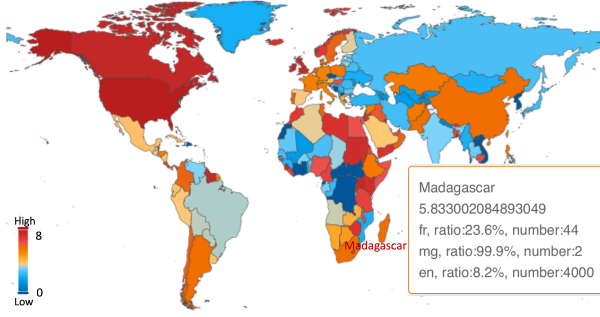 Madagascar
5.833002084893049
fr, ratio:23.6%, number:44
mg, ratio:99.9%, number:2
en, ratio:8.2%, number:4000
Madagascar
High
8
0
Low